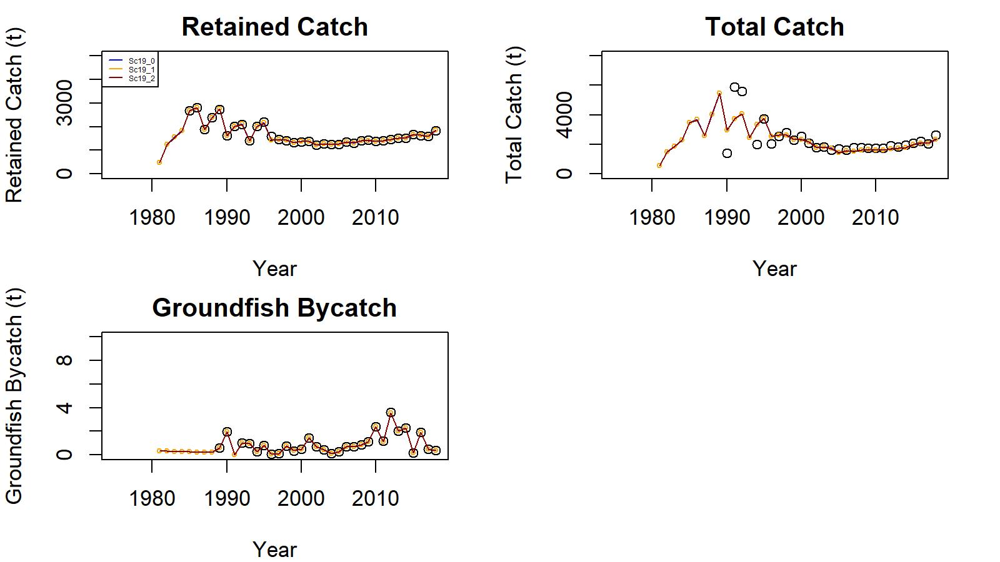 Retained Catch
Retained Catch (t)
3000
0
Sc19_0
Sc19_1
Sc19_2
1980 1990 2000 2010
Year
Total Catch
Total Catch (t)
4000
0
1980 1990 2000 2010
Year
Groundfish Bycatch
Groundfish Bycatch (t)
8
4
0
1980 1990 2000 2010
Year